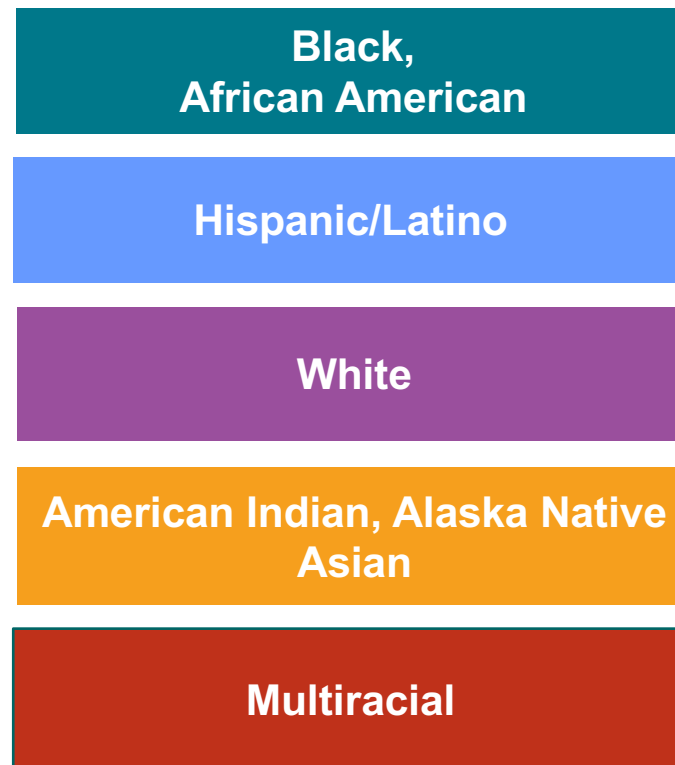 Black,
African American
Hispanic/Latino
White
American Indian, Alaska Native
Asian
Multiracial